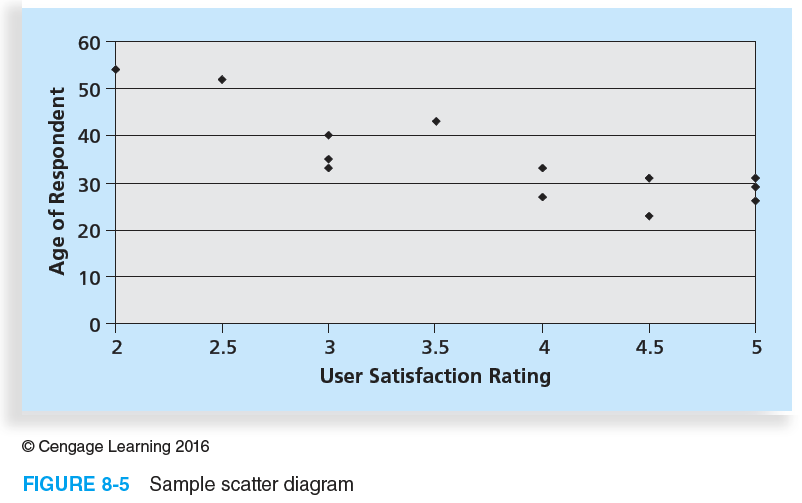 60
50
40
30
20
10
0
Age of Respondent
2 2.5 3 3.5 4 4.5 5
User Satisfaction Rating
© Cengage Learning 2016
FIGURE 8-5 Sample scatter diagram